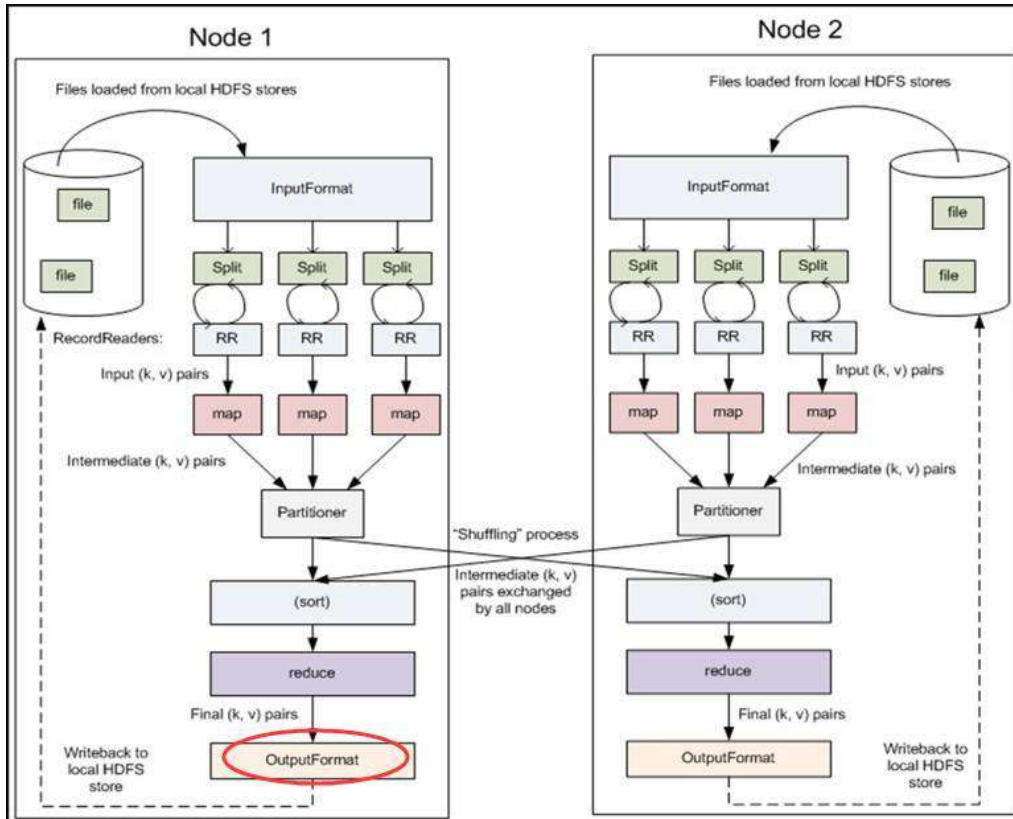 Node 1
Files loaded from local HDFS stores
file
file
InputFormat
Split
Split
Split
RecordReaders:
RR
RR
RR
Input (k, v) pairs
map
map
map
Intermediate (k, v) pairs
Partitioner
(sort)
reduce
Final (k, v) pairs
OutputFormat
Writeback to
local HDFS
store
"Shuffling" process
Intermediate (k, v)
pairs exchanged
by all nodes
Node 2
Files loaded from local HDFS stores
InputFormat
file
file
Split
Split
Split
RR
RR
RR
Input (k, v) pairs
map
map
map
Intermediate (k, v) pairs
Partitioner
(sort)
reduce
Final (k, v) pairs
OutputFormat
Writeback to
local HDFS
store